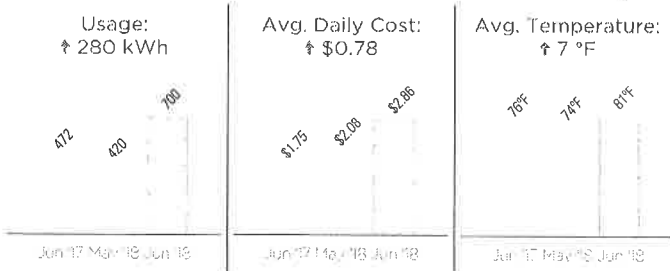 Usage:
↑ 280 kWh
472
420
700
Jun '17 May '18 Jun '18
Avg. Daily Cost:
↑ $0.78
$1.75
$2.08
$2.86
Jun '17 May '18 Jun '18
Avg. Temperature:
↑ 7 °F
76°F
74°F
81°F
Jun '17 May '18 Jun '18